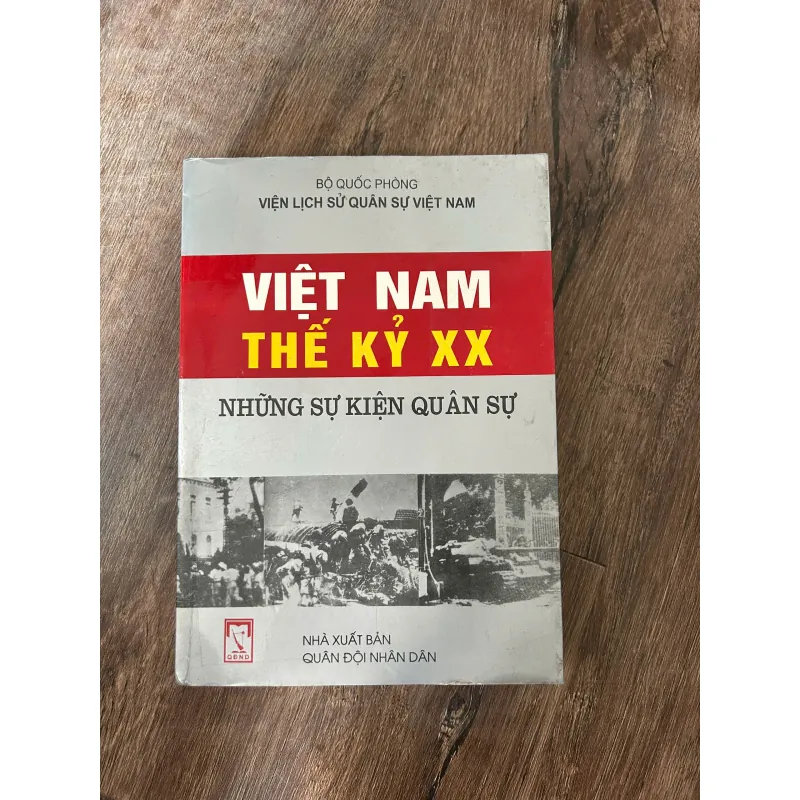 BỘ QUỐC PHÒNG
VIỆN LỊCH SỬ QUÂN SỰ VIỆT NAM
VIỆT NAM
THẾ KỶ XX
NHỮNG SỰ KIỆN QUÂN SỰ
QĐND
NHÀ XUẤT BẢN
QUÂN ĐỘI NHÂN DÂN